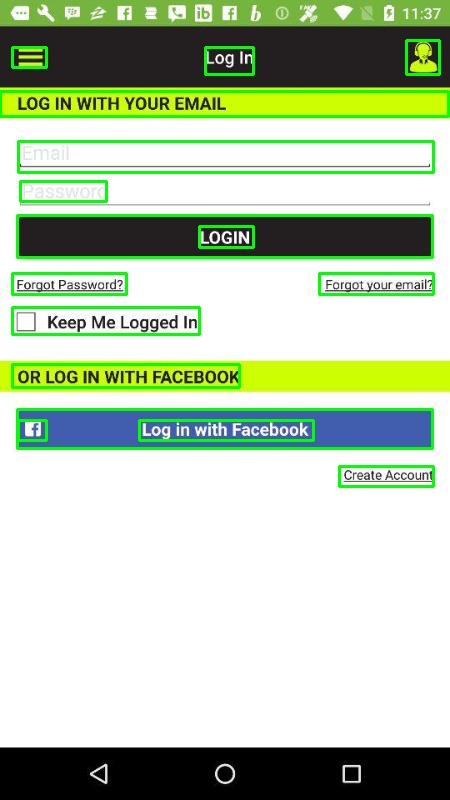 11:37
Log In
LOG IN WITH YOUR EMAIL
Email
Password
LOGIN
Forgot Password? Forgot your email?
Keep Me Logged In
OR LOG IN WITH FACEBOOK
Log in with Facebook
Create Account